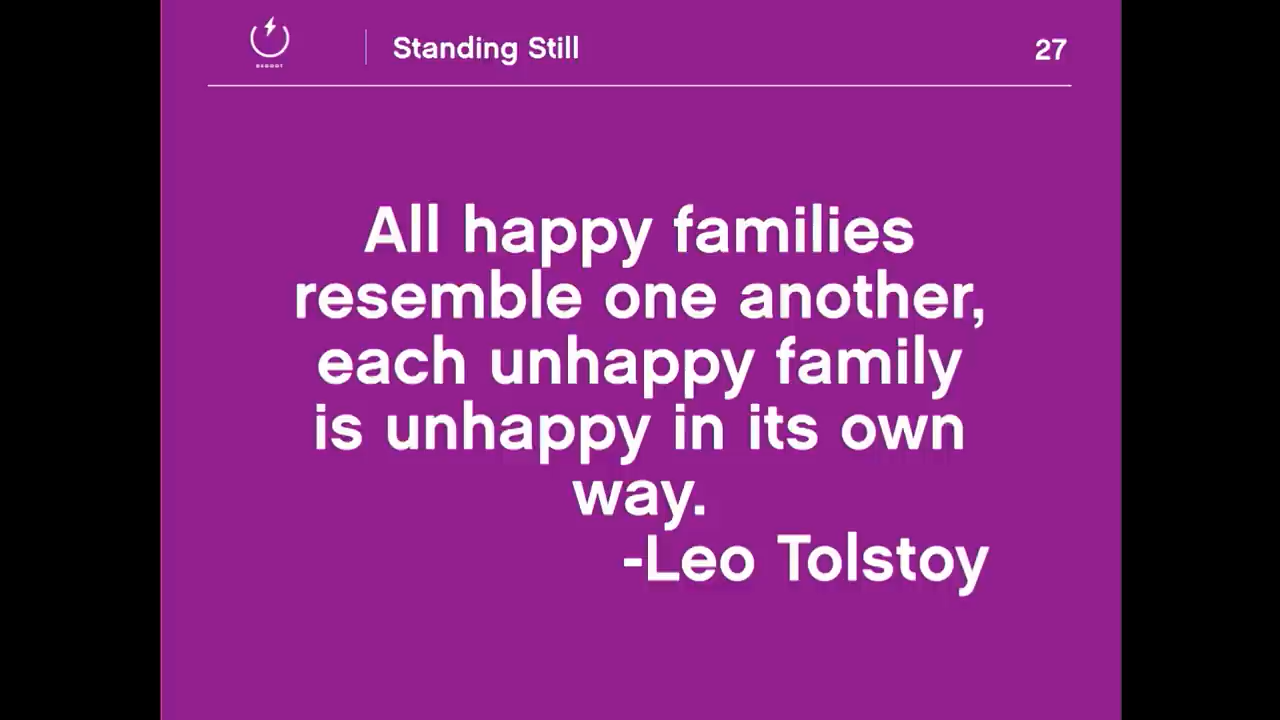 REBOOT
Standing Still
27
All happy families
resemble one another,
each unhappy family
is unhappy in its own
way.
-Leo Tolstoy